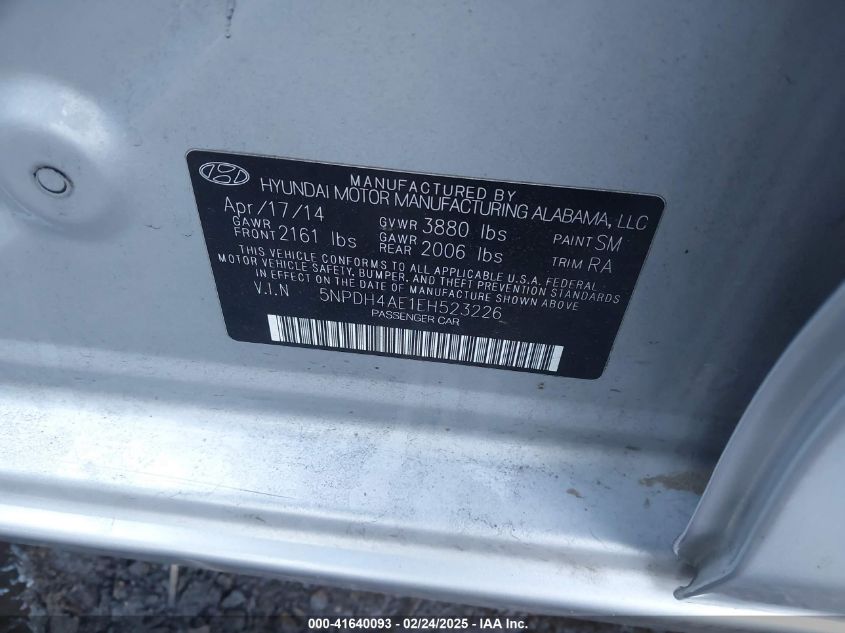 MANUFACTURED BY
HYUNDAI MOTOR MANUFACTURING ALABAMA, LLC
Apr/17/14 GVWR 3880 lbs PAINT SM
GAWR FRONT 2161 lbs GAWR REAR 2006 lbs TRIM RA
THIS VEHICLE CONFORMS TO ALL APPLICABLE U.S.A. FEDERAL
MOTOR VEHICLE SAFETY, BUMPER, AND THEFT PREVENTION STANDARDS
IN EFFECT ON THE DATE OF MANUFACTURE SHOWN ABOVE
V.I.N 5NPDH4AE1EH523226
PASSENGER CAR
000-41640093 - 02/24/2025 - IAA Inc.